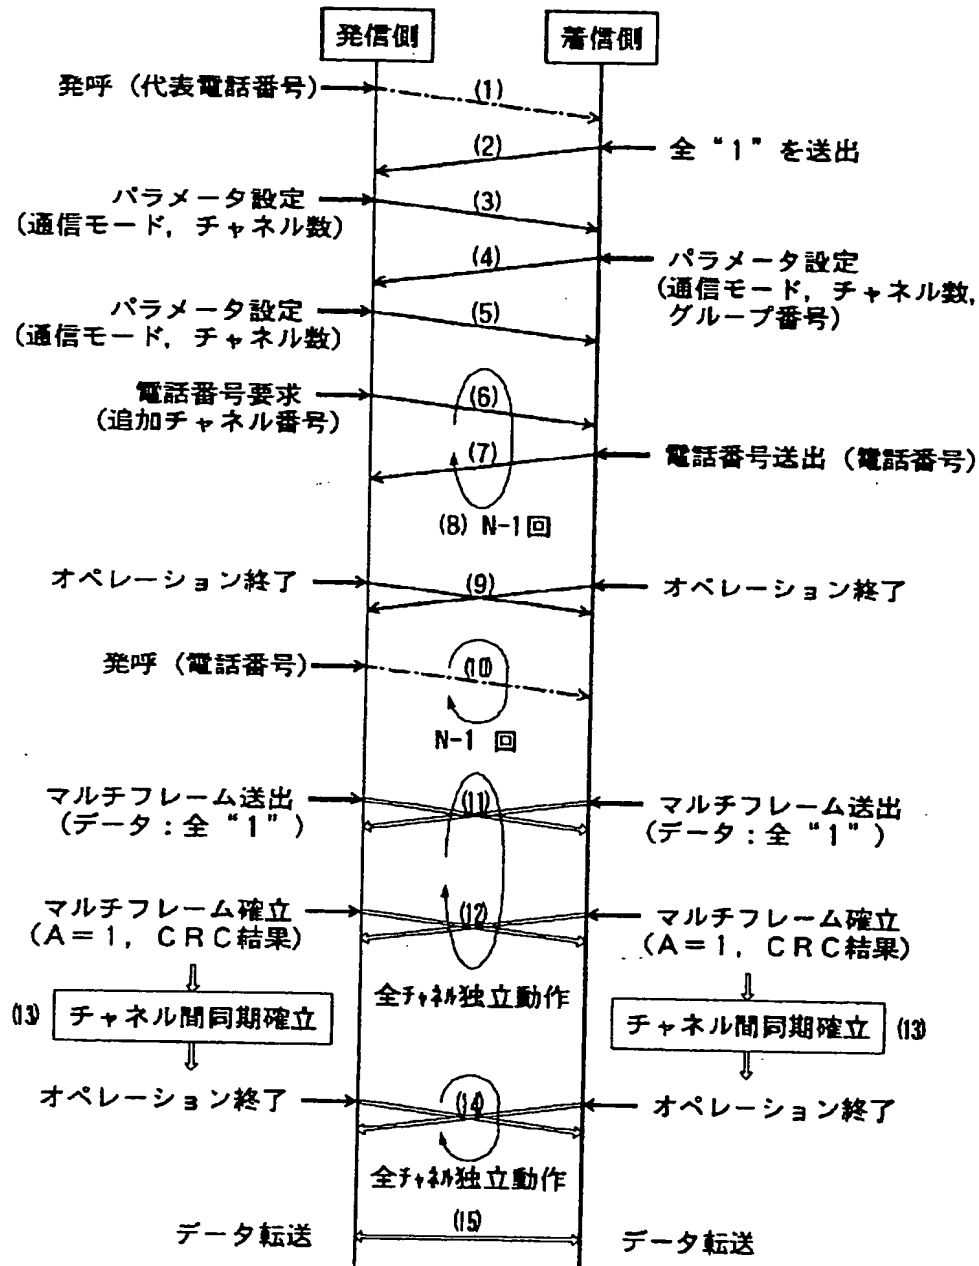 発信側
着信側
発呼（代表電話番号）
(1)
(2)
全“1”を送出
パラメータ設定
(通信モード，チャネル数)
(3)
(4)
パラメータ設定
(通信モード，チャネル数，
グループ番号)
パラメータ設定
(通信モード，チャネル数)
(5)
電話番号要求
(追加チャネル番号)
(6)
(7)
電話番号送出（電話番号）
(8) N-1回
オペレーション終了
(9)
オペレーション終了
発呼（電話番号）
(10)
N-1 回
マルチフレーム送出
(データ：全“1”)
(11)
マルチフレーム送出
(データ：全“1”)
マルチフレーム確立
(A＝1，CRC結果)
(12)
マルチフレーム確立
(A＝1，CRC結果)
全チャネル独立動作
(13)
チャネル間同期確立
チャネル間同期確立
(13)
オペレーション終了
(14)
オペレーション終了
全チャネル独立動作
データ転送
(15)
データ転送